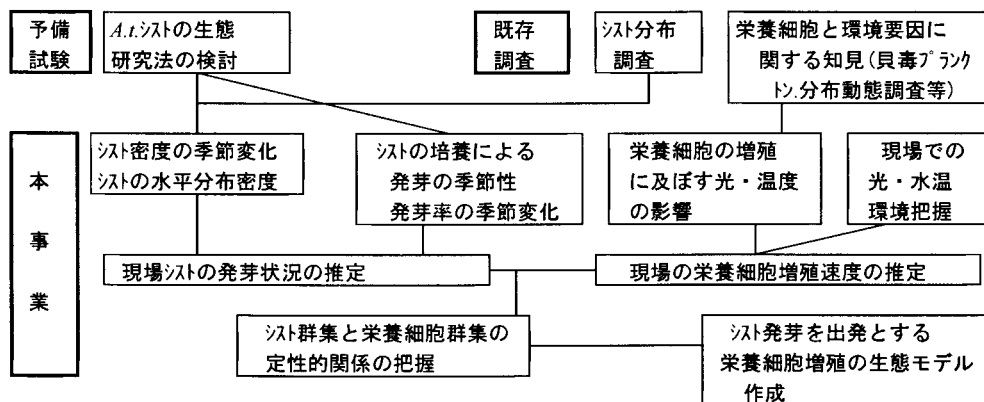 予備
試験
A.t.シストの生態
研究法の検討
既存
調査
シスト分布
調査
栄養細胞と環境要因に
関する知見(貝毒プランク
トン.分布動態調査等)
本
事
業
シスト密度の季節変化
シストの水平分布密度
シストの培養による
発芽の季節性
発芽率の季節変化
栄養細胞の増殖
に及ぼす光・温度
の影響
現場での
光・水温
環境把握
現場シストの発芽状況の推定
現場の栄養細胞増殖速度の推定
シスト群集と栄養細胞群集の
定性的関係の把握
シスト発芽を出発とする
栄養細胞増殖の生態モデル
作成